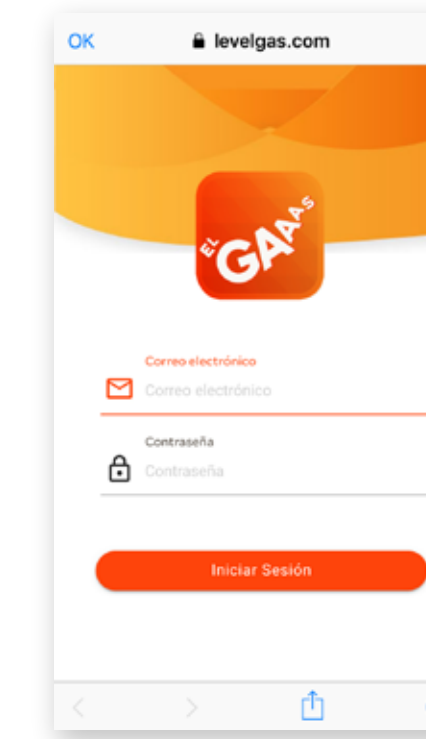 OK
levelgas.com
EL GAAAS
Correo electrónico
Correo electrónico
Contraseña
Contraseña
Iniciar Sesión